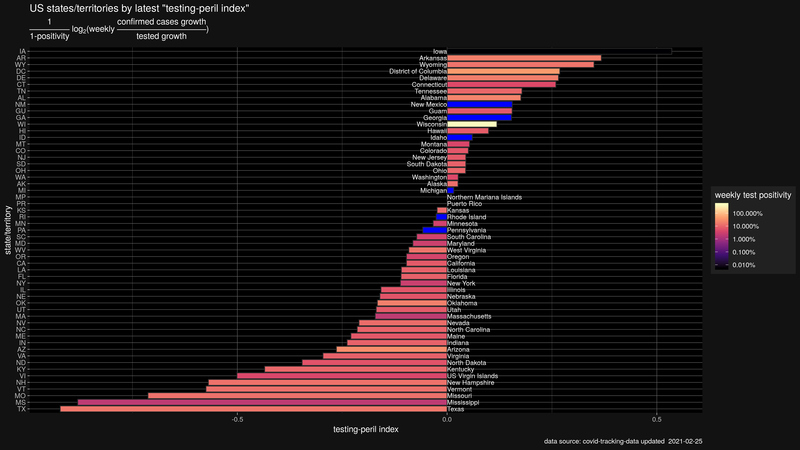 US states/territories by latest "testing-peril index"
1
1-positivity
log2(weekly
confirmed cases growth
tested growth
)
IA Iowa
AR Arkansas
WY Wyoming
DC District of Columbia
DE Delaware
CT Connecticut
TN Tennessee
AL Alabama
NM New Mexico
GU Guam
GA Georgia
WI Wisconsin
HI Hawaii
ID Idaho
MT Montana
CO Colorado
NJ New Jersey
SD South Dakota
OH Ohio
WA Washington
AK Alaska
MI Michigan
MP Northern Mariana Islands
PR Puerto Rico
KS Kansas
RI Rhode Island
MN Minnesota
PA Pennsylvania
SC South Carolina
MD Maryland
WV West Virginia
OR Oregon
CA California
LA Louisiana
FL Florida
NY New York
IL Illinois
NE Nebraska
OK Oklahoma
UT Utah
MA Massachusetts
NV Nevada
NC North Carolina
ME Maine
IN Indiana
AZ Arizona
VA Virginia
ND North Dakota
KY Kentucky
VI US Virgin Islands
NH New Hampshire
VT Vermont
MO Missouri
MS Mississippi
TX Texas
state/territory
-0.5 0.0 0.5
testing-peril index
weekly test positivity
100.000%
10.000%
1.000%
0.100%
0.010%
data source: covid-tracking-data updated 2021-02-25